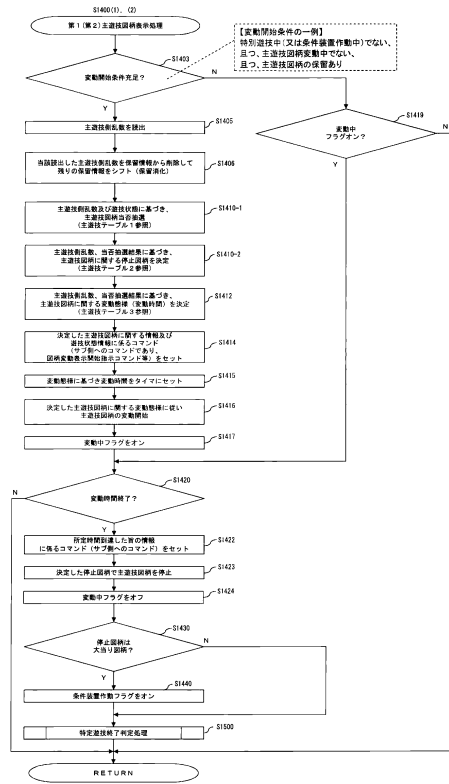 S1400(1)、(2)
第１(第２)主遊技図柄表示処理
【変動開始条件の一例】
特別遊技中(又は条件装置作動中)でない、
且つ、主遊技図柄変動中でない、
且つ、主遊技図柄の保留あり
S1403
変動開始条件充足？
N
Y
S1405
主遊技側乱数を読出
S1419
変動中
フラグオン？
N
Y
S1406
当該読出した主遊技側乱数を保留情報から削除して
残りの保留情報をシフト（保留消化）
S1410-1
主遊技側乱数及び遊技状態に基づき、
主遊技図柄当否抽選
(主遊技テーブル１参照)
S1410-2
主遊技側乱数、当否抽選結果に基づき、
主遊技図柄に関する停止図柄を決定
(主遊技テーブル２参照)
S1412
主遊技側乱数、当否抽選結果に基づき、
主遊技図柄に関する変動態様（変動時間）を決定
(主遊技テーブル３参照)
S1414
決定した主遊技図柄に関する情報及び
遊技状態情報に係るコマンド
(サブ側へのコマンドであり、
図柄変動表示開始指示コマンド等）をセット
S1415
変動態様に基づき変動時間をタイマにセット
S1416
決定した主遊技図柄に関する変動態様に従い
主遊技図柄の変動開始
S1417
変動中フラグをオン
S1420
変動時間終了？
N
Y
S1422
所定時間到達した旨の情報
に係るコマンド（サブ側へのコマンド）をセット
S1423
決定した停止図柄で主遊技図柄を停止
S1424
変動中フラグをオフ
S1430
停止図柄は
大当り図柄？
N
Y
S1440
条件装置作動フラグをオン
S1500
特定遊技終了判定処理
RETURN